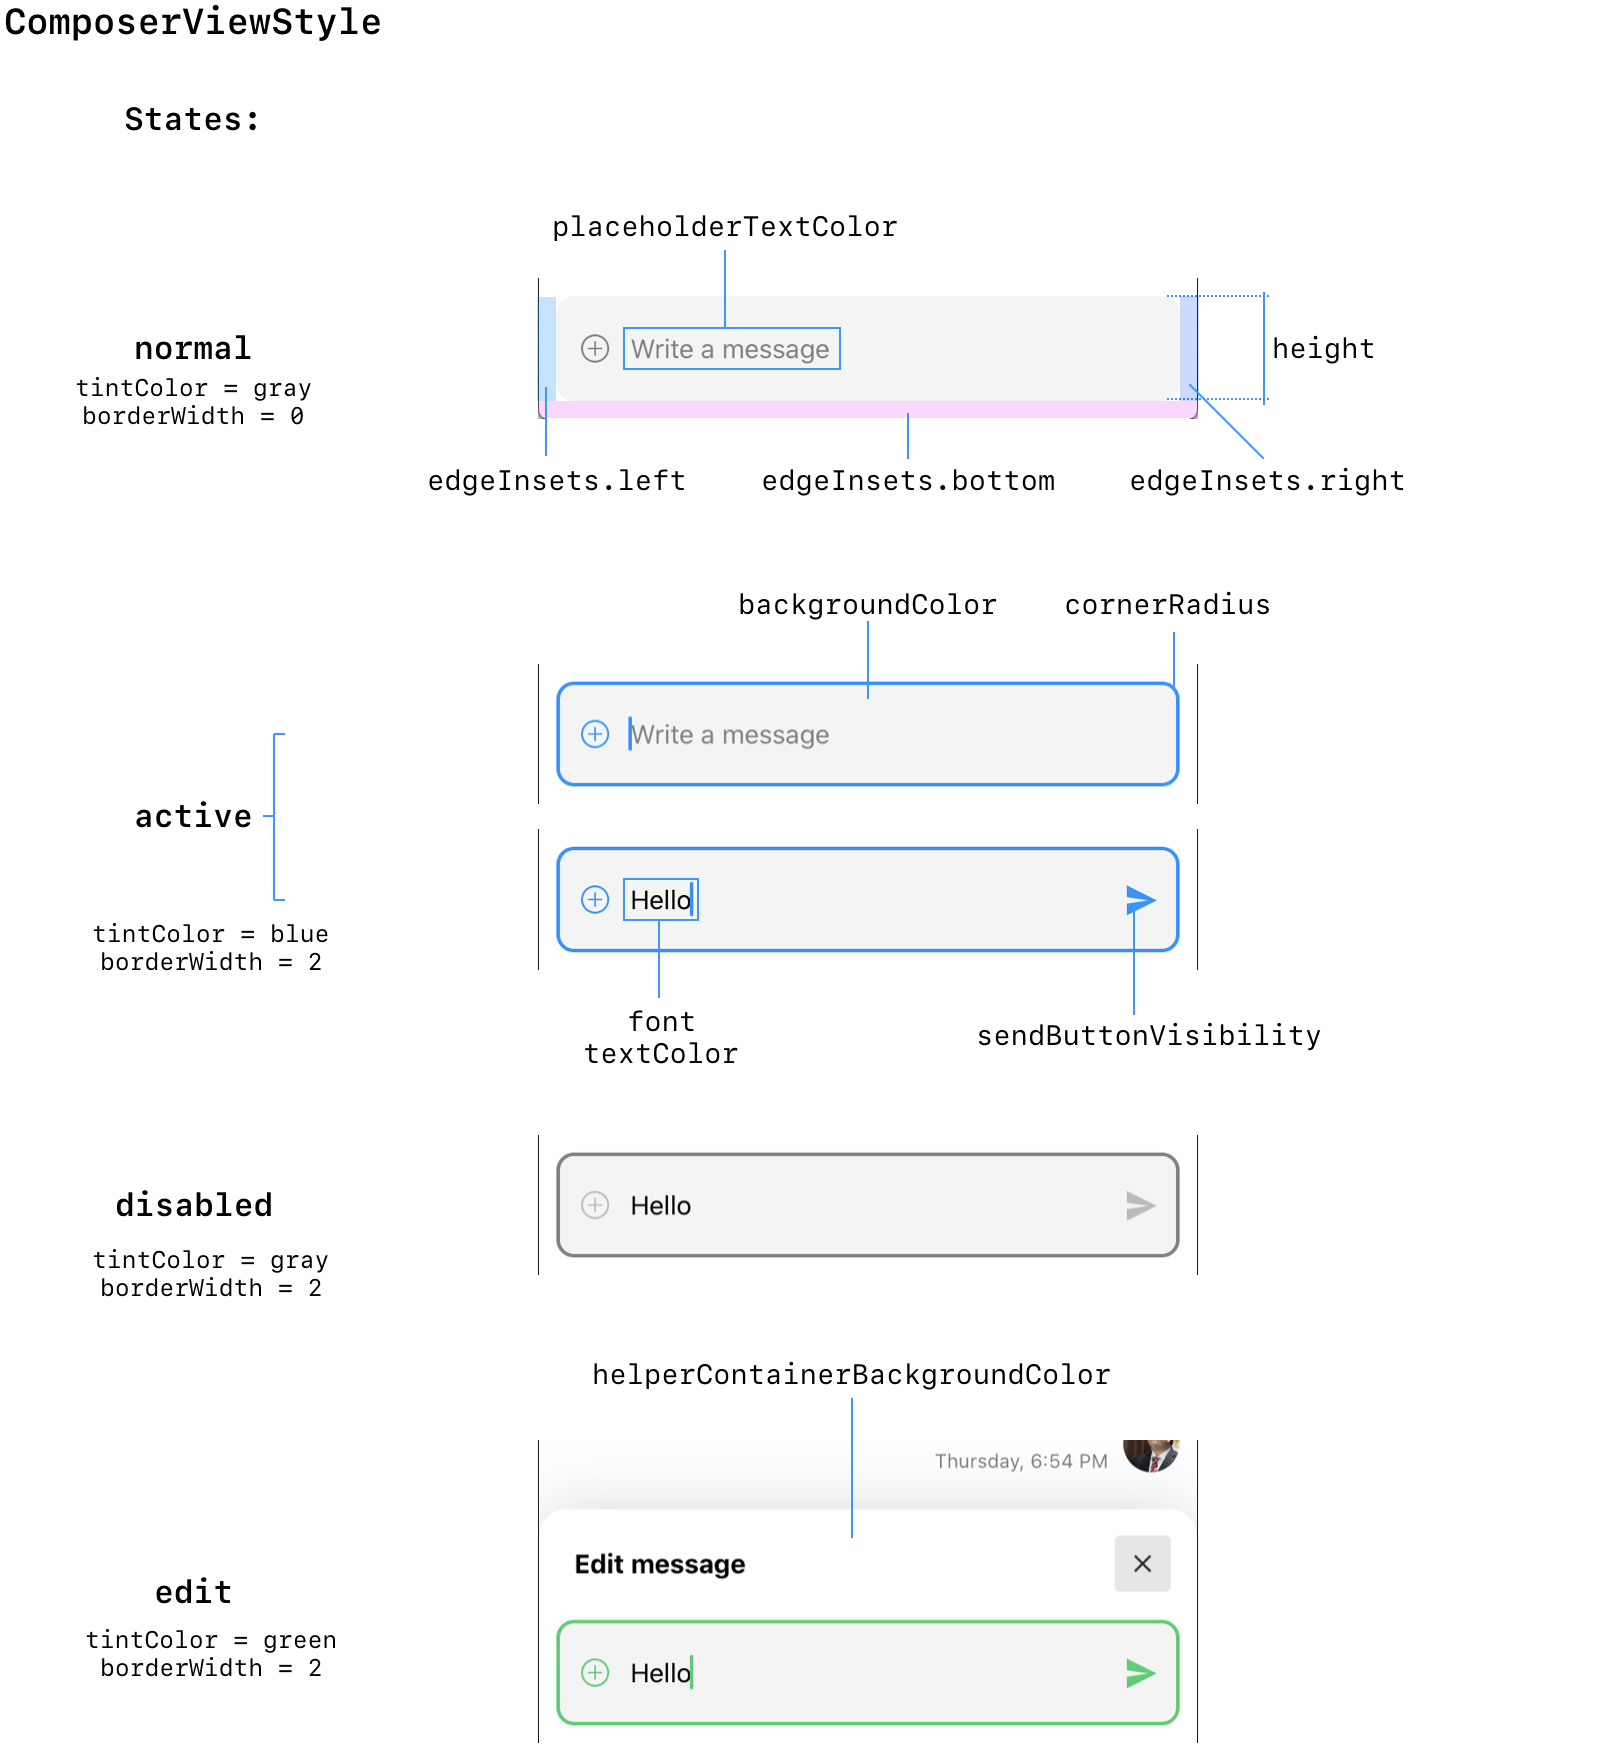 ComposerViewStyle
States:
placeholderTextColor
normal
tintColor = gray
borderWidth = 0
Write a message
height
edgeInsets.left
edgeInsets.bottom
edgeInsets.right
backgroundColor
cornerRadius
Write a message
active
tintColor = blue
borderWidth = 2
Hello
font
textColor
sendButtonVisibility
disabled
tintColor = gray
borderWidth = 2
Hello
helperContainerBackgroundColor
Thursday, 6:54 PM
Edit message
edit
tintColor = green
borderWidth = 2
Hello